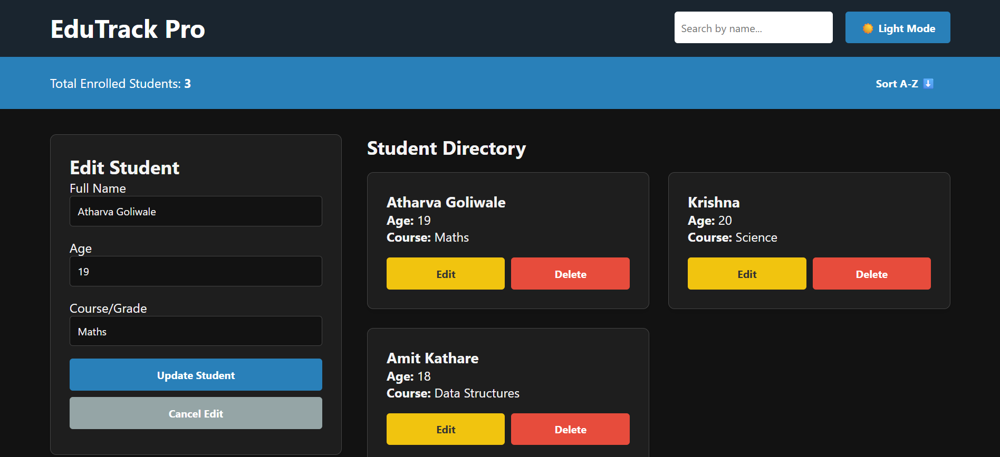 EduTrack Pro
Search by name...
☀️ Light Mode
Total Enrolled Students: 3
Sort A-Z ⬇️
Edit Student
Full Name
Atharva Goliwale
Age
19
Course/Grade
Maths
Update Student
Cancel Edit
Student Directory
Atharva Goliwale
Age: 19
Course: Maths
Edit
Delete
Krishna
Age: 20
Course: Science
Edit
Delete
Amit Kathare
Age: 18
Course: Data Structures
Edit
Delete